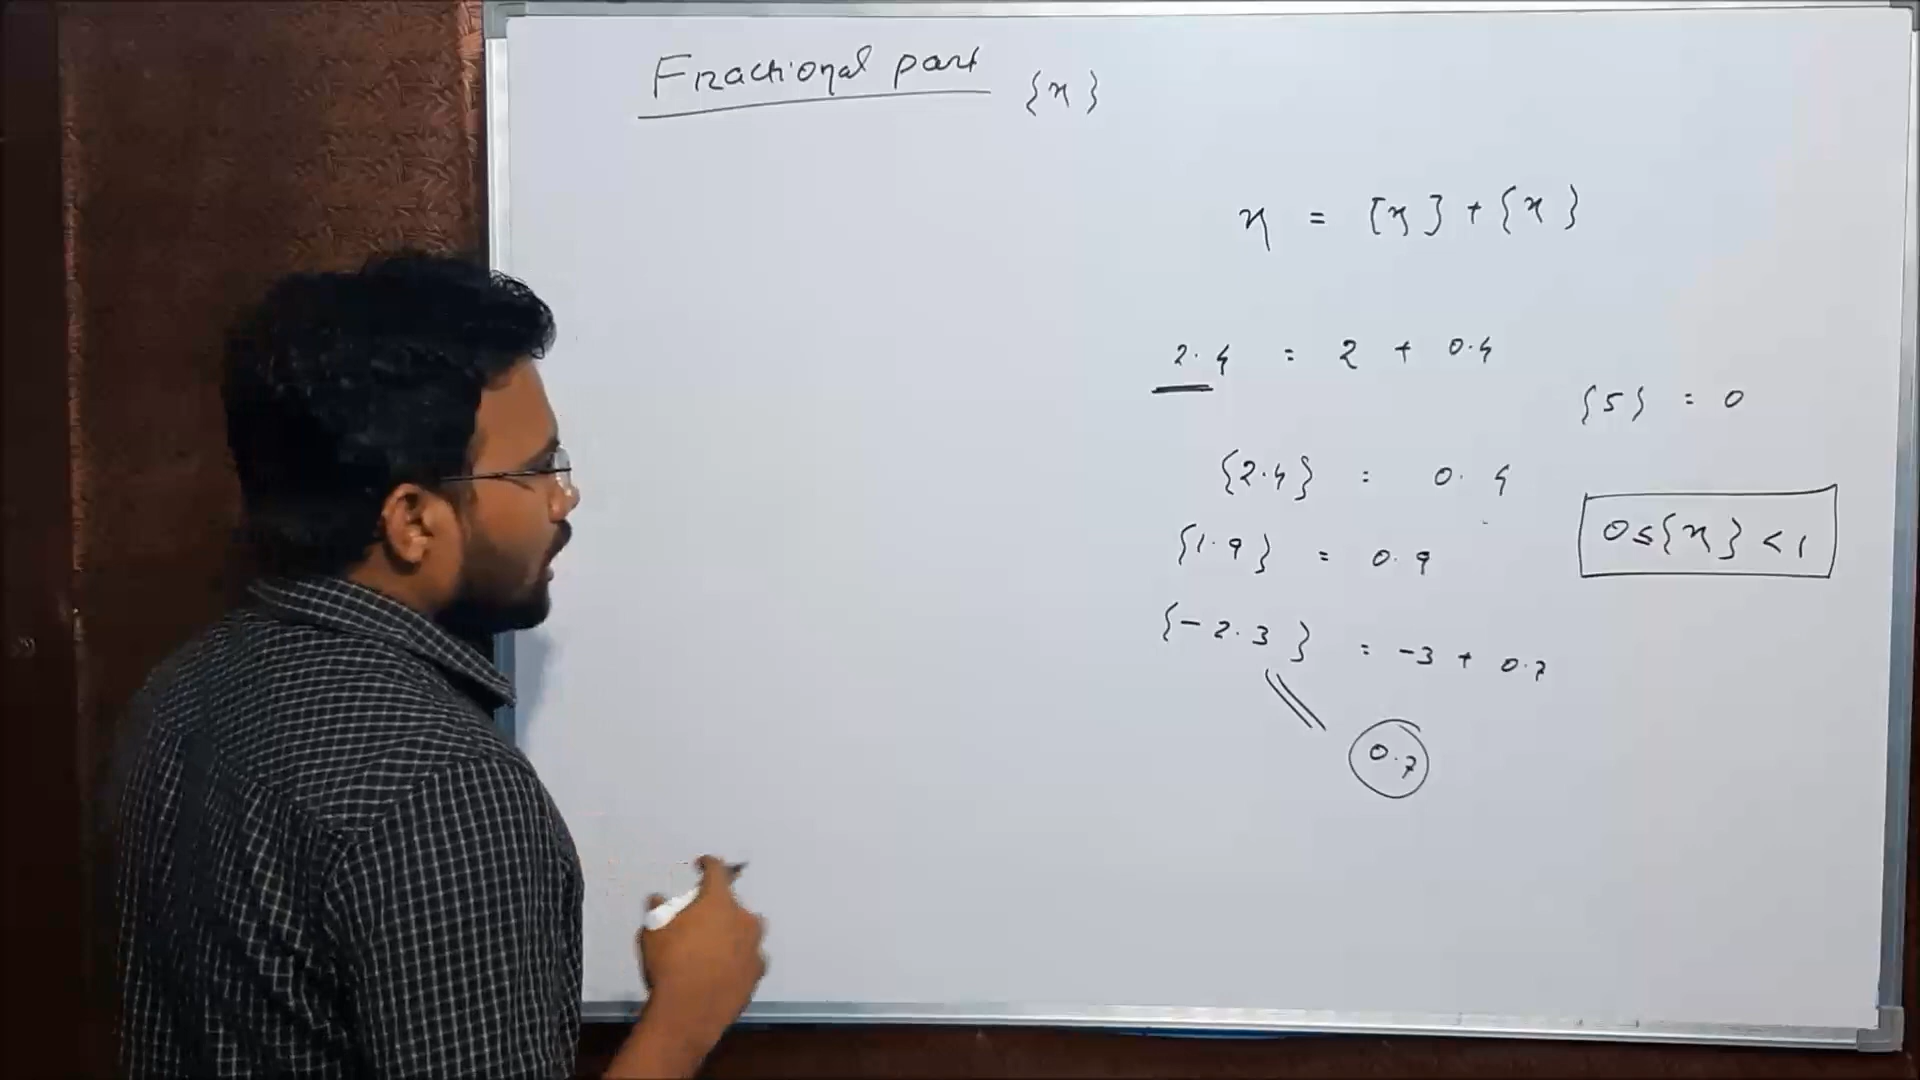 Fractional part {x}
x = [x] + {x}
2.4 = 2 + 0.4
{5} = 0
{2.4} = 0.4
0≤{x}<1
{1.9} = 0.9
{-2.3} = -3 + 0.7
0.7